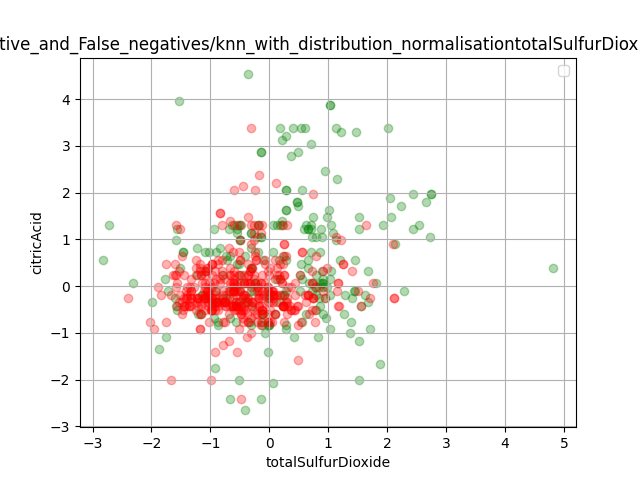 tive_and_False_negatives/knn_with_distribution_normalisationtotalSulfurDiox
4
3
2
1
0
−1
−2
−3
citricAcid
−3 −2 −1 0 1 2 3 4 5
totalSulfurDioxide